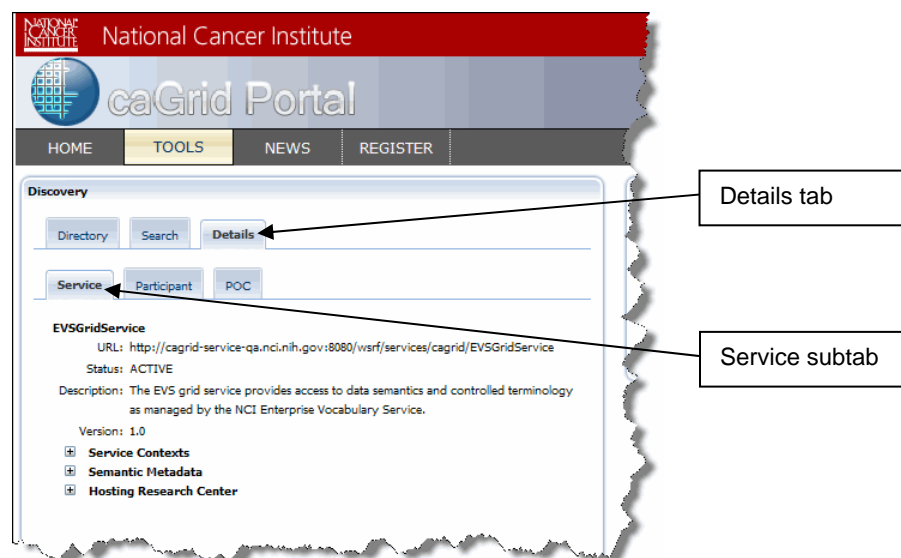 NATIONAL
CANCER
INSTITUTE
National Cancer Institute
caGrid Portal
HOME TOOLS NEWS REGISTER
Discovery
Details tab
Directory Search Details
Service Participant POC
EVSGridService
URL: http://cagrid-service-qa.nci.nih.gov:8080/wsrf/services/cagrid/EVSGridService
Service subtab
Status: ACTIVE
Description: The EVS grid service provides access to data semantics and controlled terminology
as managed by the NCI Enterprise Vocabulary Service.
Version: 1.0
Service Contexts
Semantic Metadata
Hosting Research Center